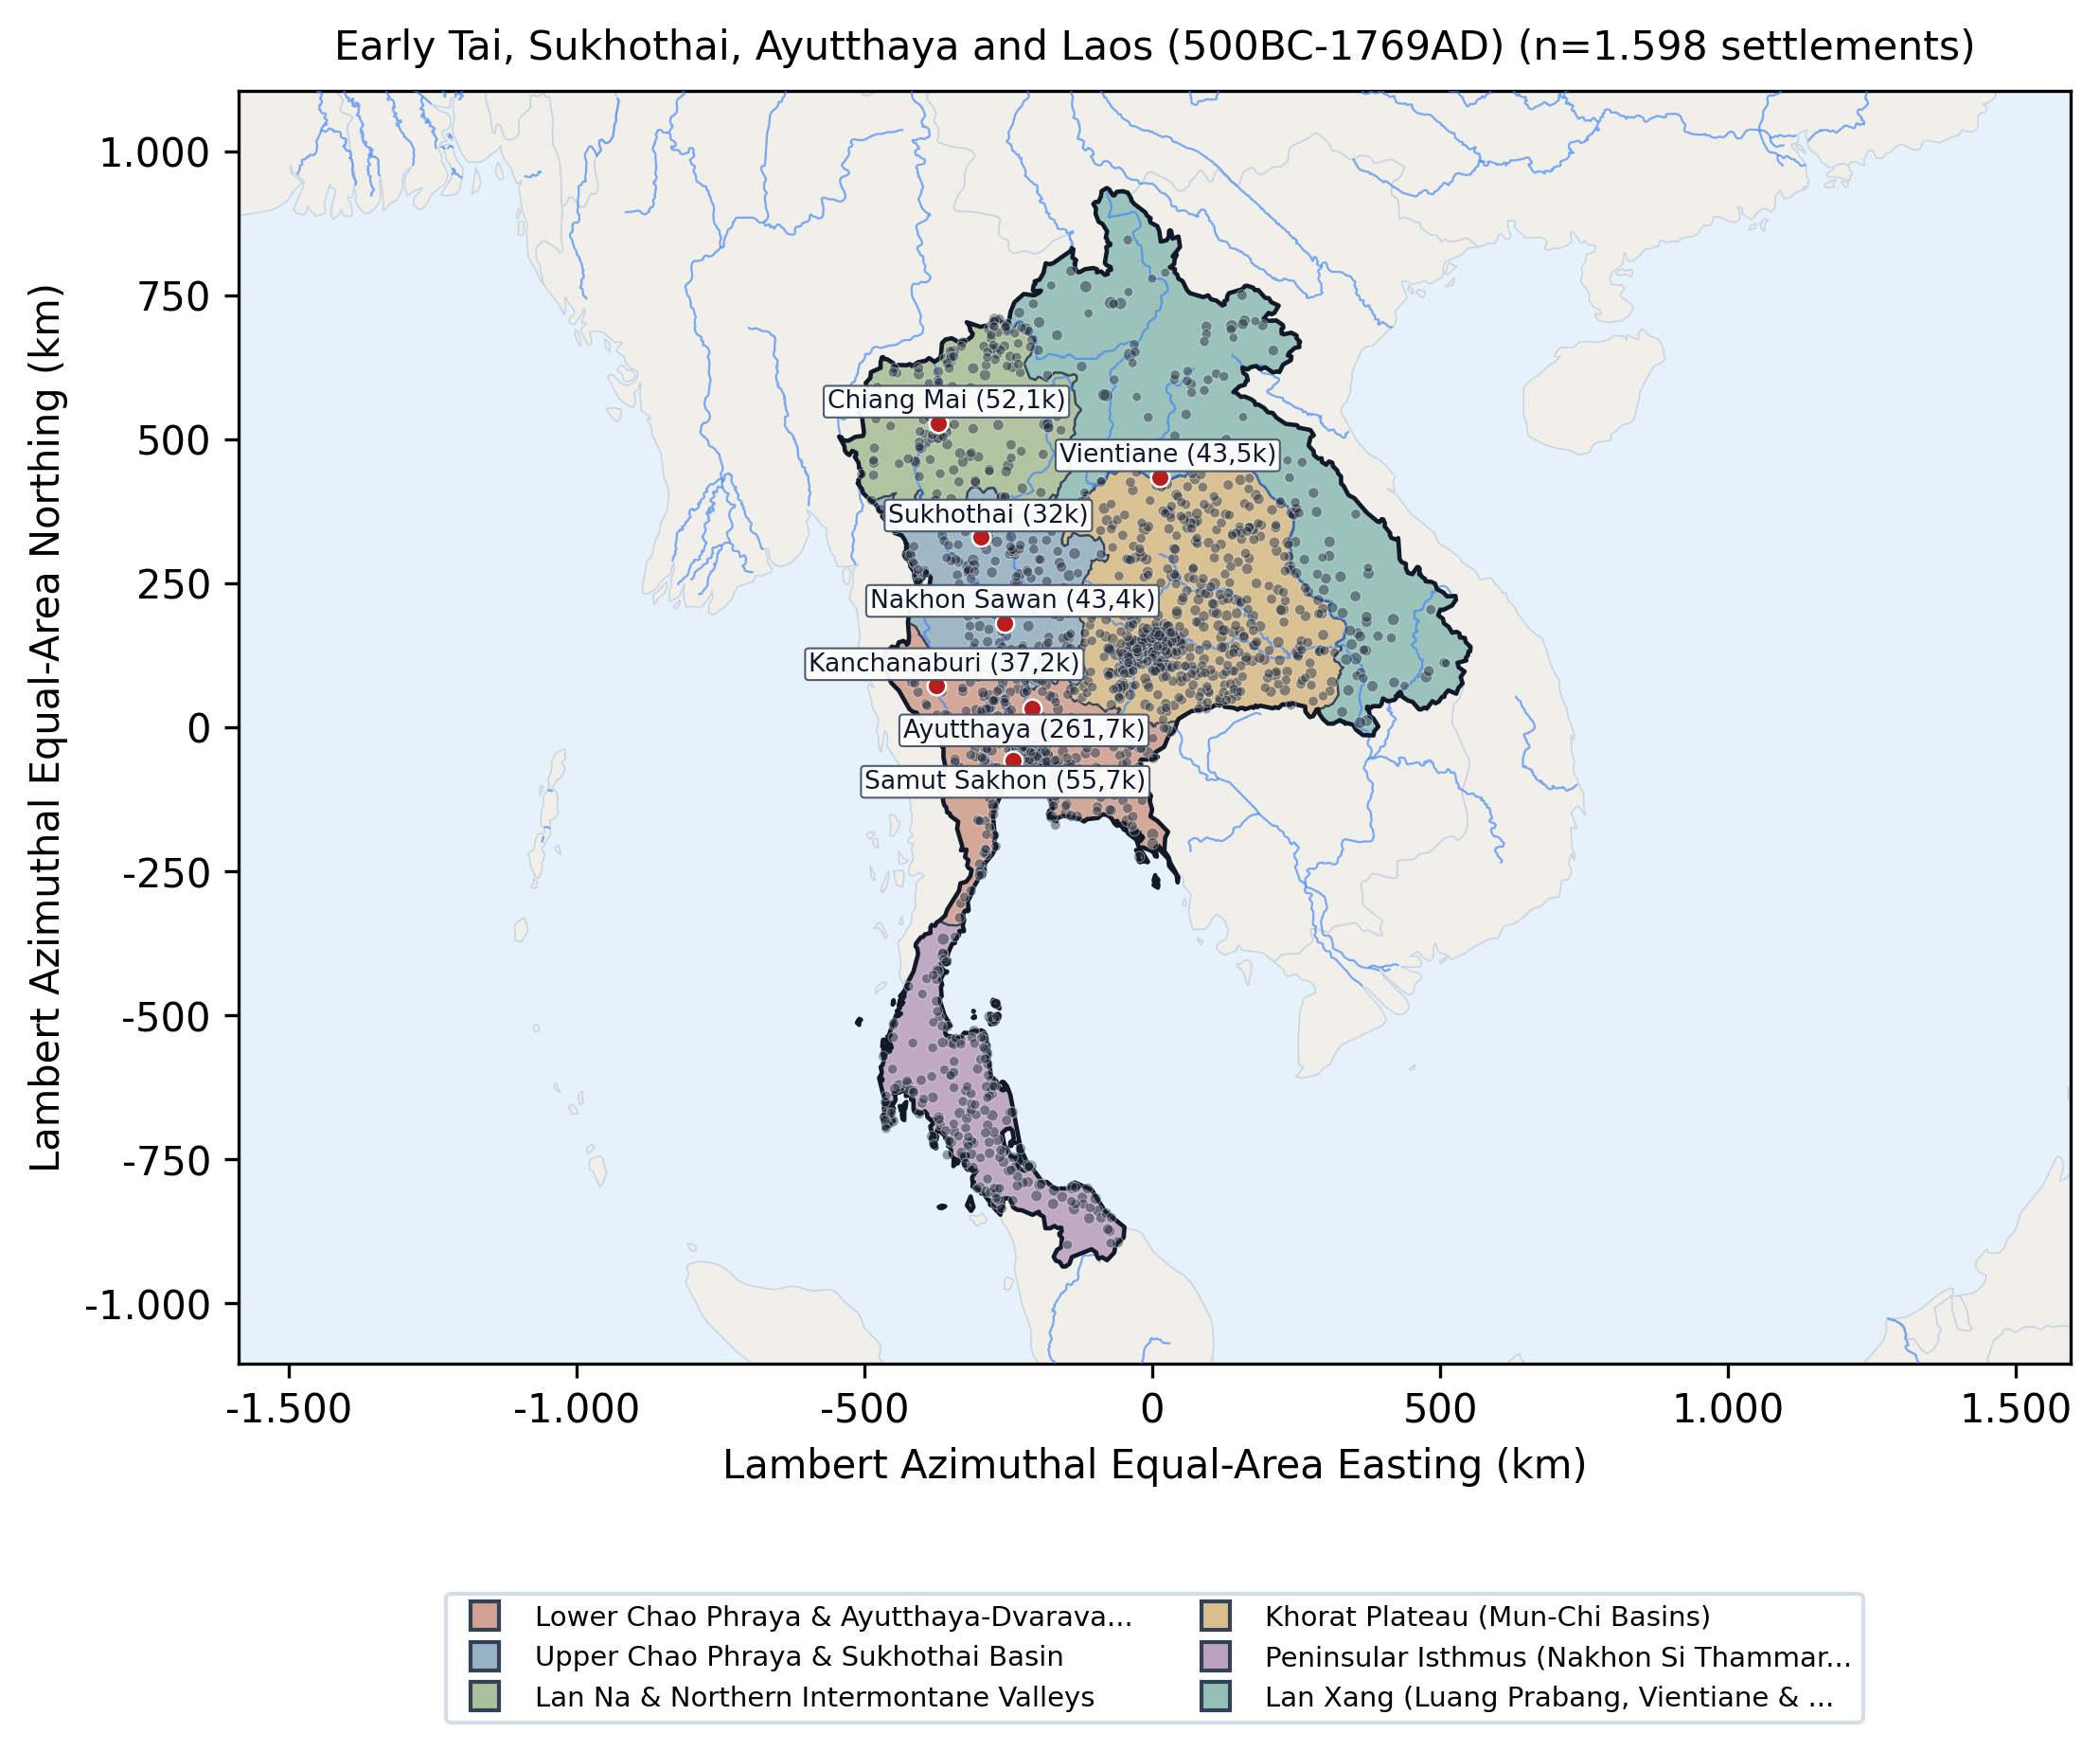 Early Tai, Sukhothai, Ayutthaya and Laos (500BC-1769AD) (n=1.598 settlements)
Lambert Azimuthal Equal-Area Northing (km)
1.000
750
500
250
0
-250
-500
-750
-1.000
Chiang Mai (52,1k)
Vientiane (43,5k)
Sukhothai (32k)
Nakhon Sawan (43,4k)
Kanchanaburi (37,2k)
Ayutthaya (261,7k)
Samut Sakhon (55,7k)
-1.500
-1.000
-500
0
500
1.000
1.500
Lambert Azimuthal Equal-Area Easting (km)
Lower Chao Phraya & Ayutthaya-Dvarava...
Upper Chao Phraya & Sukhothai Basin
Lan Na & Northern Intermontane Valleys
Khorat Plateau (Mun-Chi Basins)
Peninsular Isthmus (Nakhon Si Thammar...
Lan Xang (Luang Prabang, Vientiane & ...